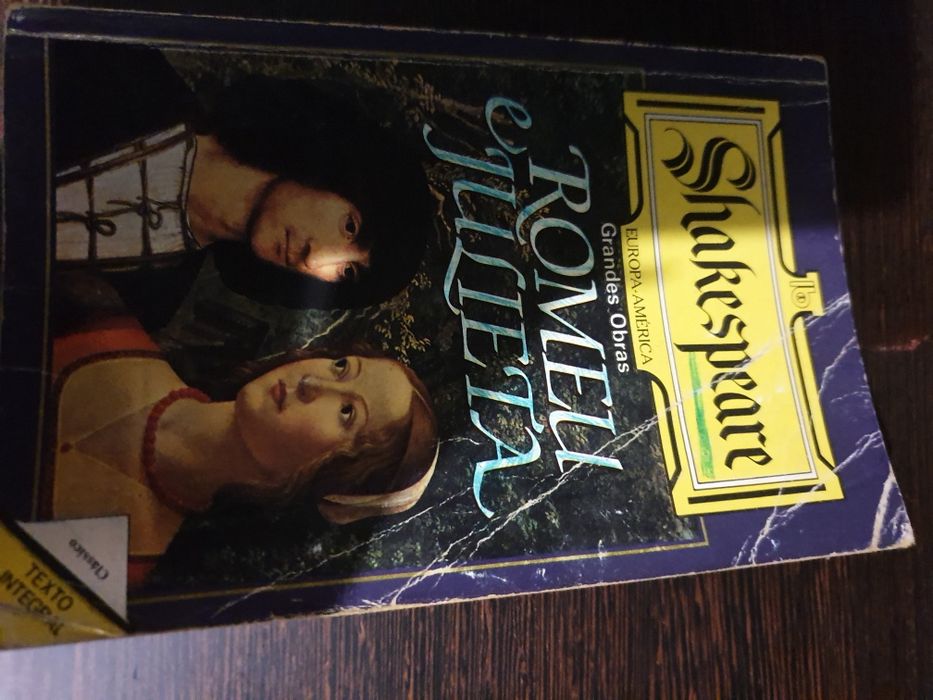 Shakespeare
EUROPA-AMÉRICA
Grandes Obras
ROMEU
e JULIETA
Clássico
TEXTO
INTEGRAL